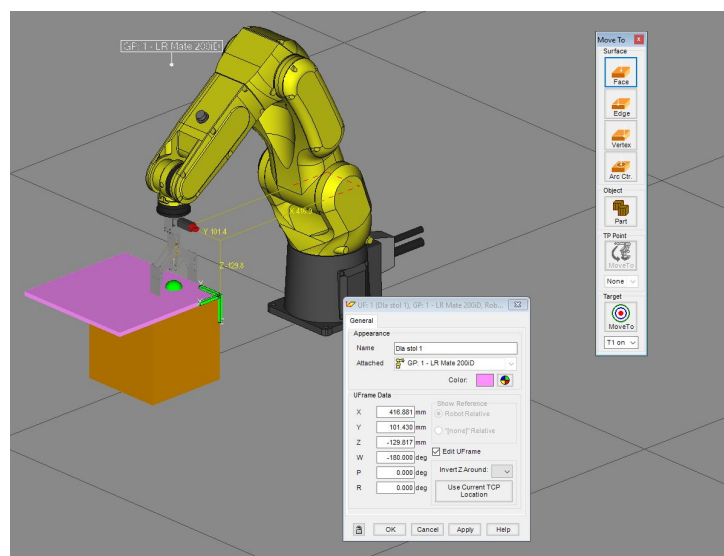 GP: 1 - LR Mate 200iD
X 416.9
Y 101.4
Z -129.8
Move To
Surface
Face
Edge
Vertex
Arc Ctr.
Object
Part
TP Point
MoveTo
None
Target
MoveTo
T1 on
UF: 1 (Dla stol 1), GP: 1 - LR Mate 200iD, Rob...
General
Appearance
Name Dla stol 1
Attached GP: 1 - LR Mate 200iD
Color:
UFrame Data
Show Reference
X 416.881 mm
Robot Relative
Y 101.430 mm
"[none]" Relative
Z -129.817 mm
Edit UFrame
W -180.000 deg
P 0.000 deg
Invert Z Around:
R 0.000 deg
Use Current TCP
Location
OK Cancel Apply Help